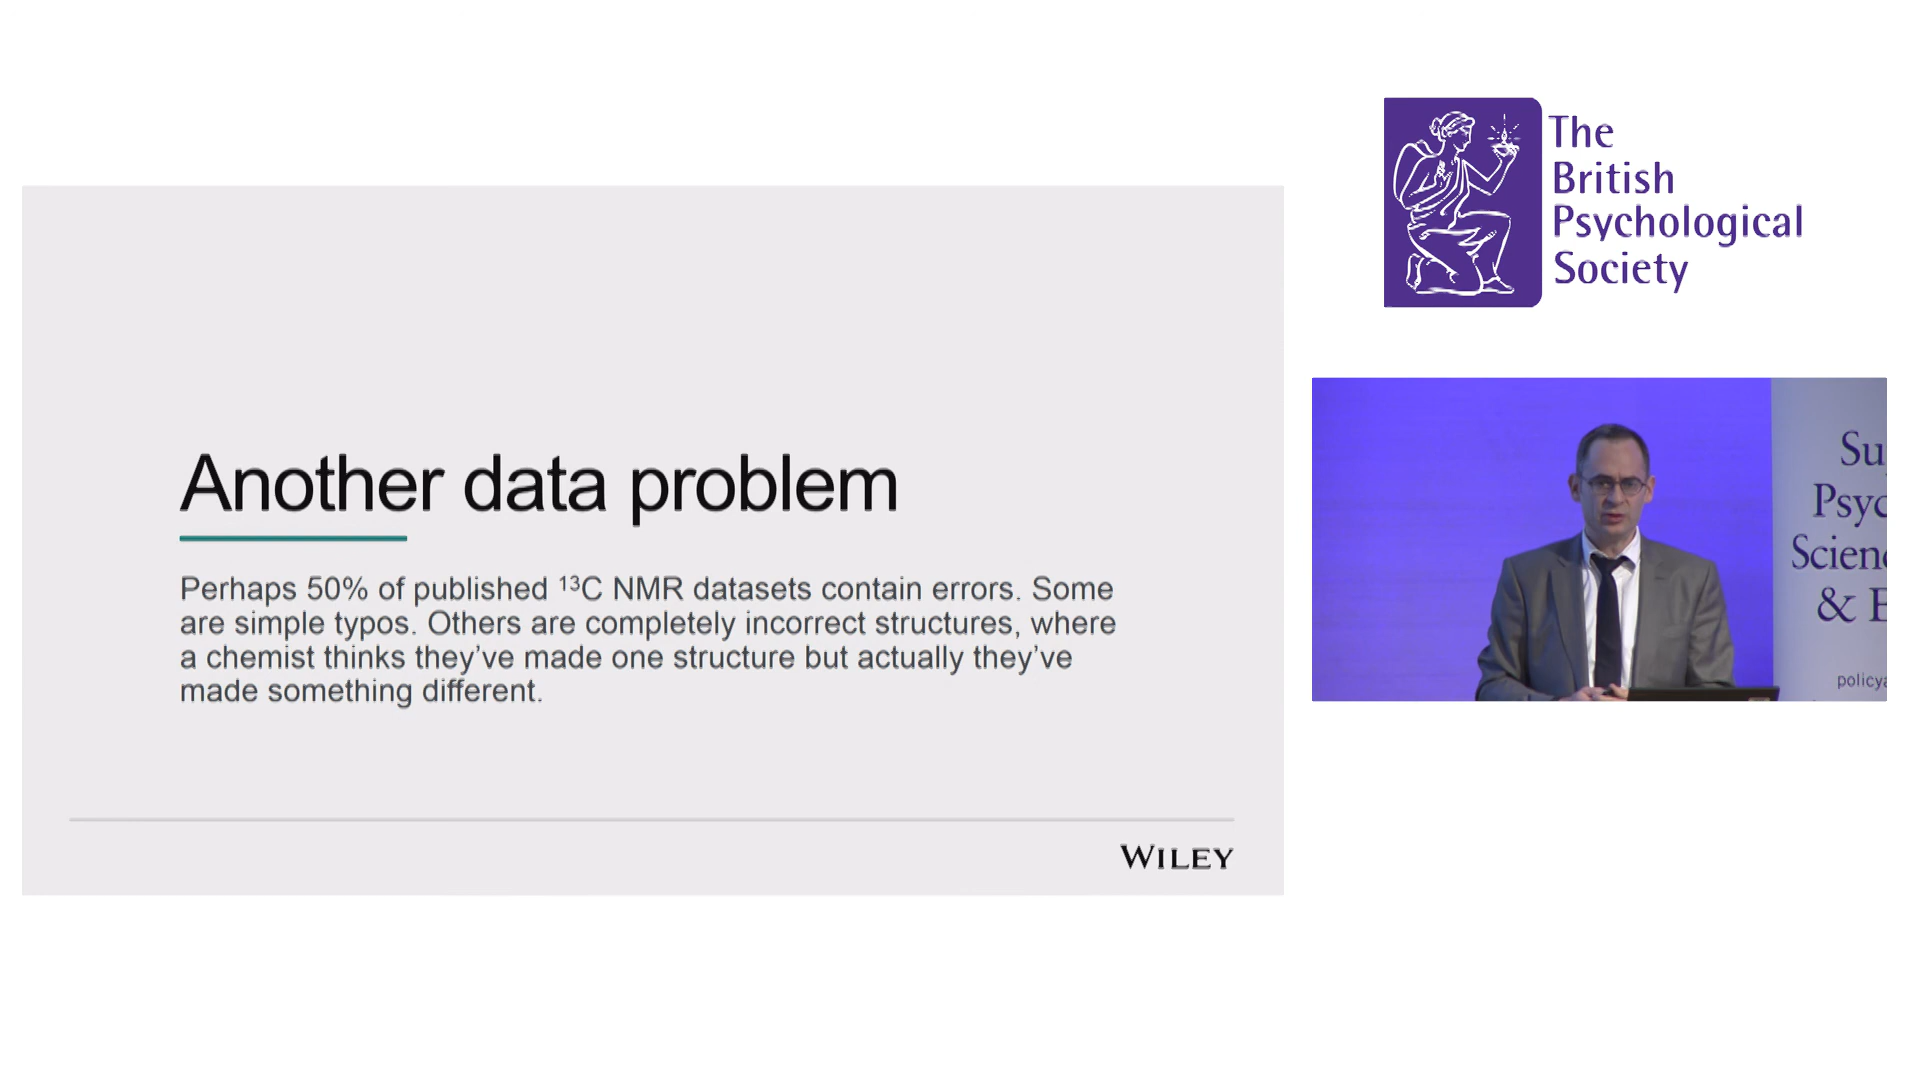 Another data problem
Perhaps 50% of published ¹³C NMR datasets contain errors. Some
are simple typos. Others are completely incorrect structures, where
a chemist thinks they've made one structure but actually they've
made something different.
WILEY
The
British
Psychological
Society
Su
Psyc
Scien
& E
policy